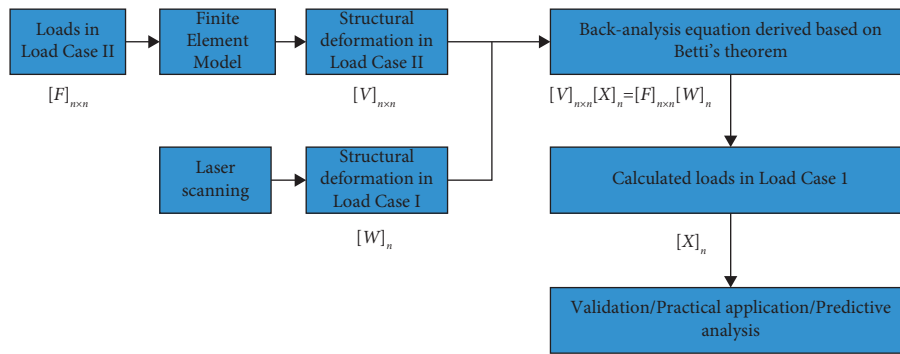 Loads in
Load Case II
Finite
Element
Model
Structural
deformation in
Load Case II
Back-analysis equation derived based on
Betti's theorem
[F]n×n
[V]n×n
[V]n×n[X]n=[F]n×n[W]n
Laser
scanning
Structural
deformation in
Load Case I
Calculated loads in Load Case 1
[W]n
[X]n
Validation/Practical application/Predictive
analysis